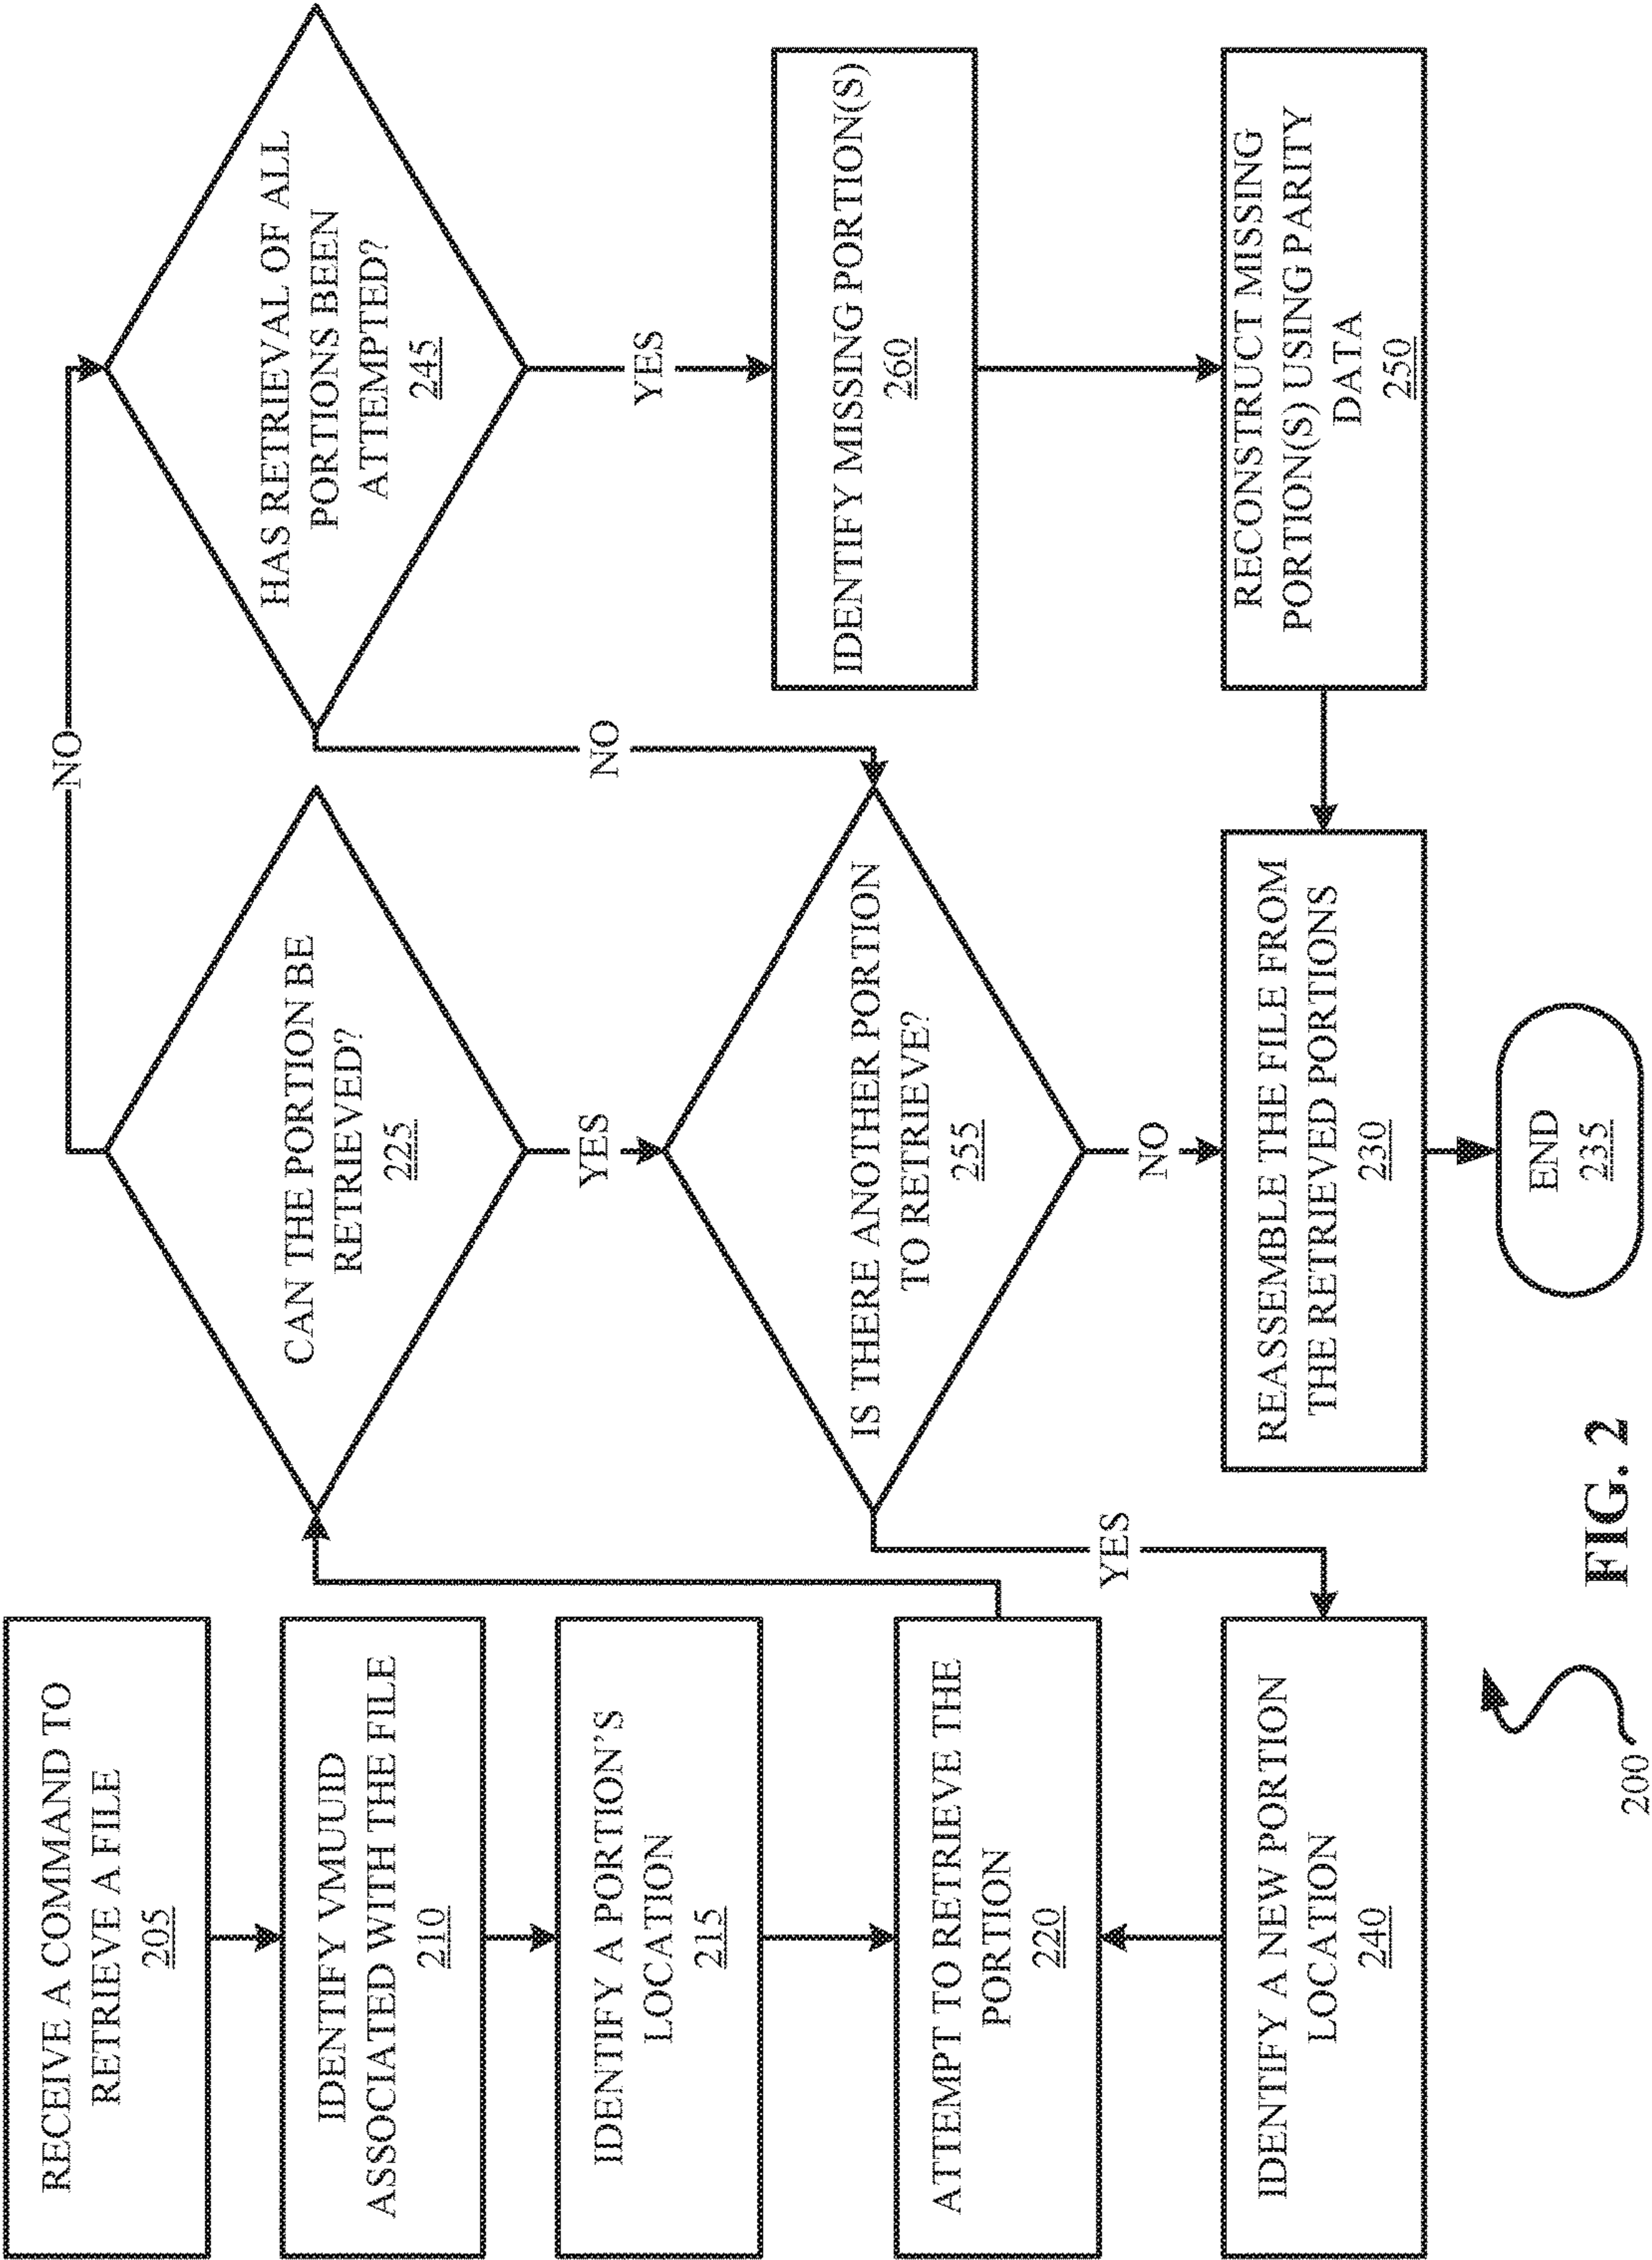 RECEIVE A COMMAND TO
RETRIEVE A FILE
205
IDENTIFY VMUUID
ASSOCIATED WITH THE FILE
210
IDENTIFY A PORTION'S
LOCATION
215
ATTEMPT TO RETRIEVE THE
PORTION
220
IDENTIFY A NEW PORTION
LOCATION
240
CAN THE PORTION BE
RETRIEVED?
225
NO
YES
IS THERE ANOTHER PORTION
TO RETRIEVE?
255
YES
NO
REASSEMBLE THE FILE FROM
THE RETRIEVED PORTIONS
230
END
235
HAS RETRIEVAL OF ALL
PORTIONS BEEN
ATTEMPTED?
245
NO
YES
IDENTIFY MISSING PORTION(S)
260
RECONSTRUCT MISSING
PORTION(S) USING PARITY
DATA
250
200
FIG. 2